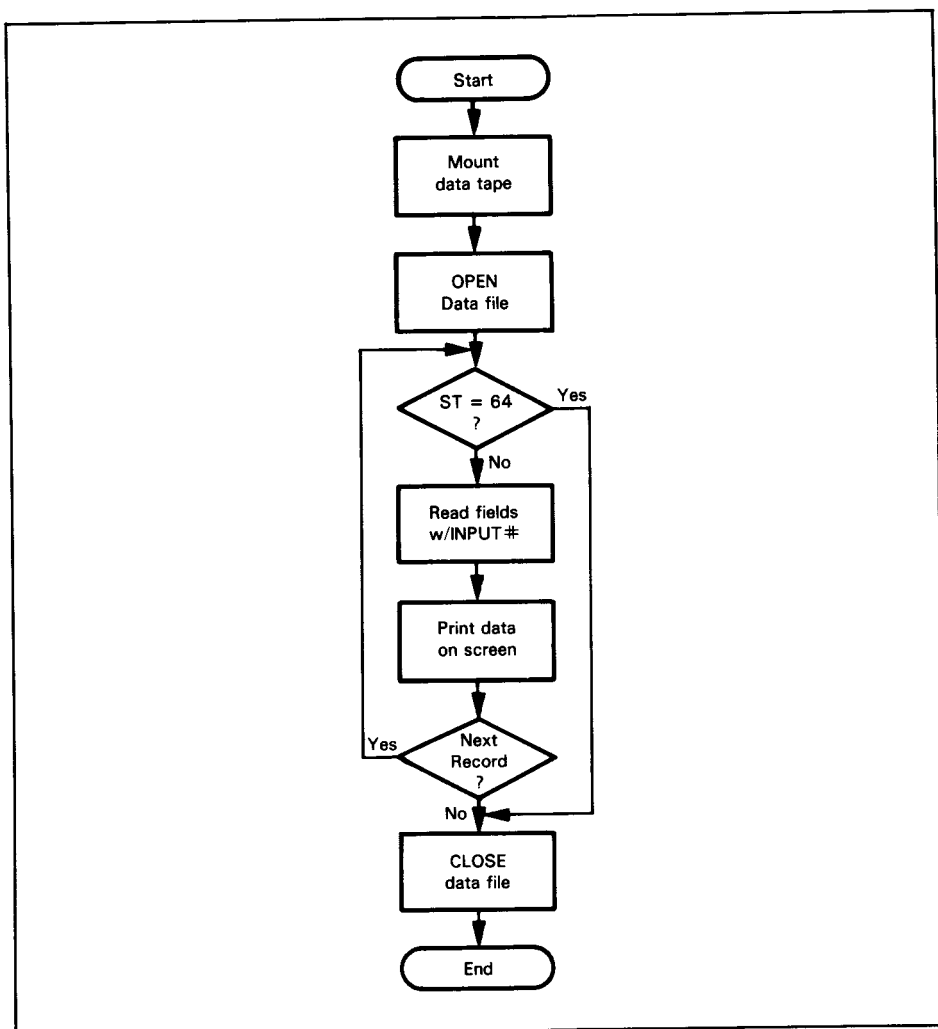 Start
Mount
data tape
OPEN
Data file
ST = 64
?
Yes
No
Read fields
w/INPUT#
Print data
on screen
Yes
Next
Record
?
No
CLOSE
data file
End